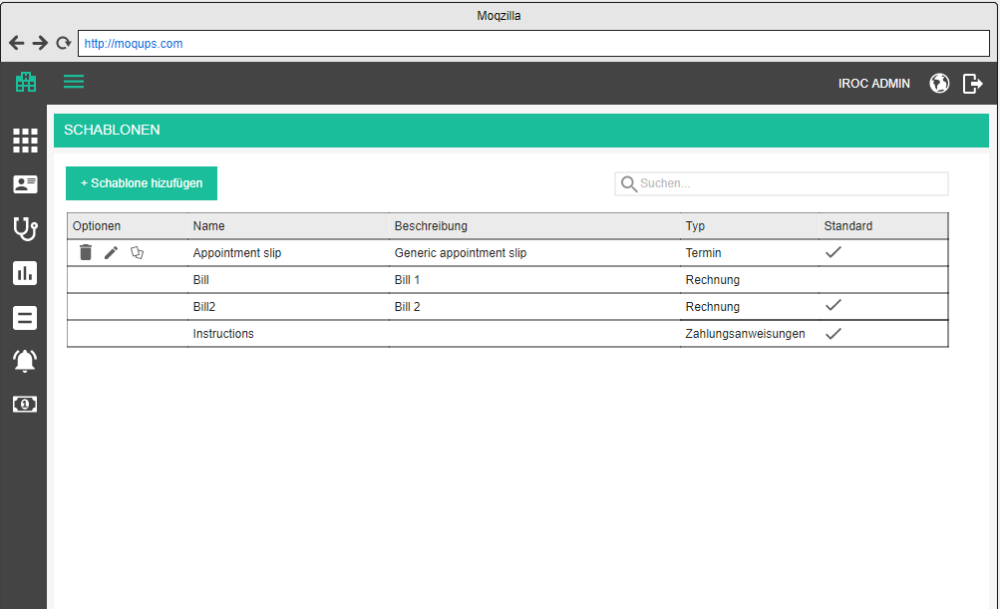 Moqzilla
http://moqups.com
IROC ADMIN
SCHABLONEN
+ Schablone hinzufügen
Suchen...
Optionen Name Beschreibung Typ Standard
Appointment slip Generic appointment slip Termin
Bill Bill 1 Rechnung
Bill2 Bill 2 Rechnung
Instructions Zahlungsanweisungen